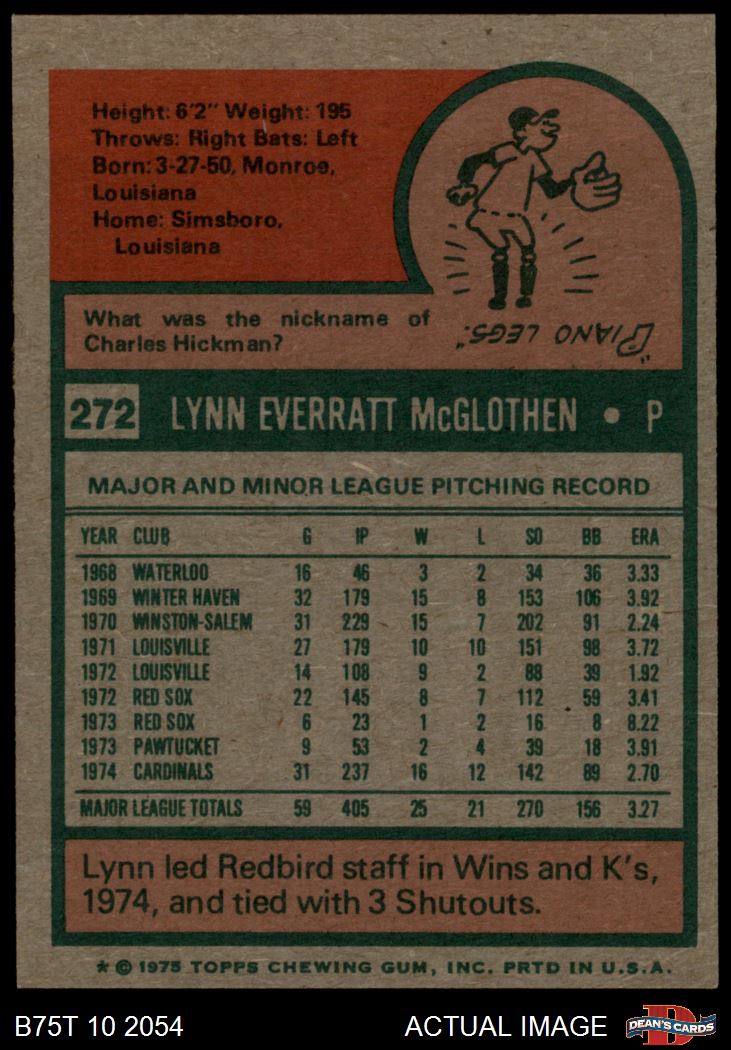 Height: 6'2" Weight: 195
Throws: Right Bats: Left
Born: 3-27-50, Monroe,
Louisiana
Home: Simsboro,
Louisiana
What was the nickname of
Charles Hickman?
"PIANO LEGS."
272 LYNN EVERRATT McGLOTHEN • P
MAJOR AND MINOR LEAGUE PITCHING RECORD
YEAR CLUB G IP W L SO BB ERA
1968 WATERLOO 16 46 3 2 34 36 3.33
1969 WINTER HAVEN 32 179 15 8 153 106 3.92
1970 WINSTON-SALEM 31 229 15 7 202 91 2.24
1971 LOUISVILLE 27 179 10 10 151 98 3.72
1972 LOUISVILLE 14 108 9 2 88 39 1.92
1972 RED SOX 22 145 8 7 112 59 3.41
1973 RED SOX 6 23 1 2 16 8 8.22
1973 PAWTUCKET 9 53 2 4 39 18 3.91
1974 CARDINALS 31 237 16 12 142 89 2.70
MAJOR LEAGUE TOTALS 59 405 25 21 270 156 3.27
Lynn led Redbird staff in Wins and K's,
1974, and tied with 3 Shutouts.
* © 1975 TOPPS CHEWING GUM, INC. PRTD IN U.S.A.
B75T 10 2054 ACTUAL IMAGE D DEAN'S CARDS